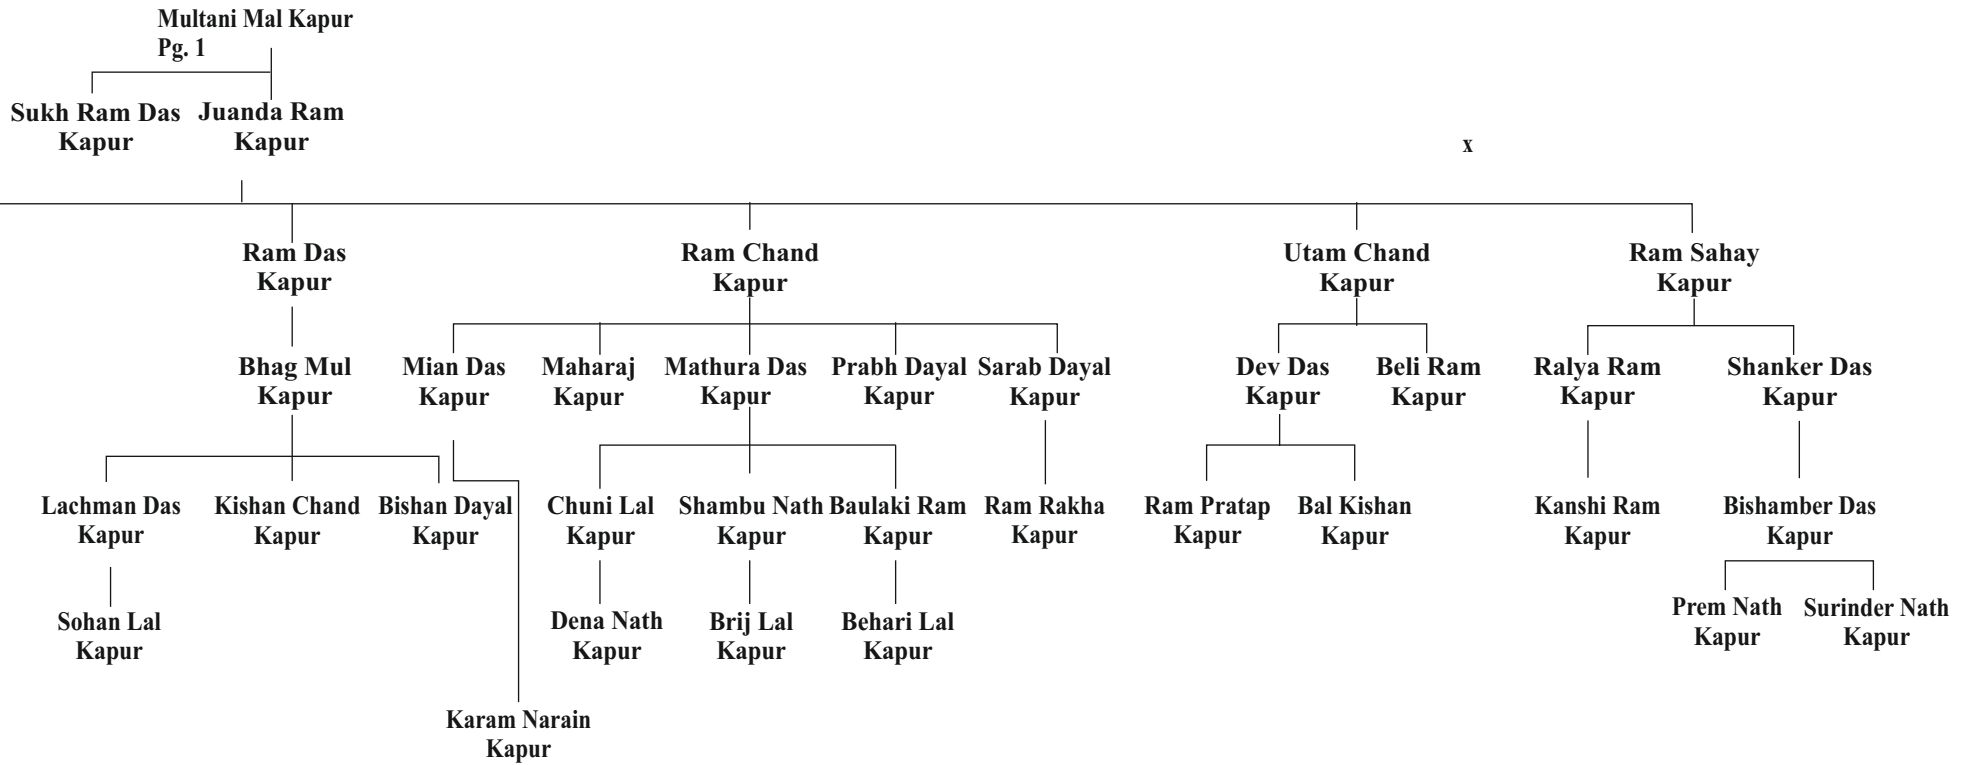 Multani Mal Kapur
Pg. 1
Sukh Ram Das
Kapur
Juanda Ram
Kapur
x
Ram Das
Kapur
Ram Chand
Kapur
Utam Chand
Kapur
Ram Sahay
Kapur
Bhag Mul
Kapur
Mian Das
Kapur
Maharaj
Kapur
Mathura Das
Kapur
Prabh Dayal
Kapur
Sarab Dayal
Kapur
Dev Das
Kapur
Beli Ram
Kapur
Ralya Ram
Kapur
Shanker Das
Kapur
Lachman Das
Kapur
Kishan Chand
Kapur
Bishan Dayal
Kapur
Chuni Lal
Kapur
Shambu Nath
Kapur
Baulaki Ram
Kapur
Ram Rakha
Kapur
Ram Pratap
Kapur
Bal Kishan
Kapur
Kanshi Ram
Kapur
Bishamber Das
Kapur
Sohan Lal
Kapur
Dena Nath
Kapur
Brij Lal
Kapur
Behari Lal
Kapur
Prem Nath
Kapur
Surinder Nath
Kapur
Karam Narain
Kapur